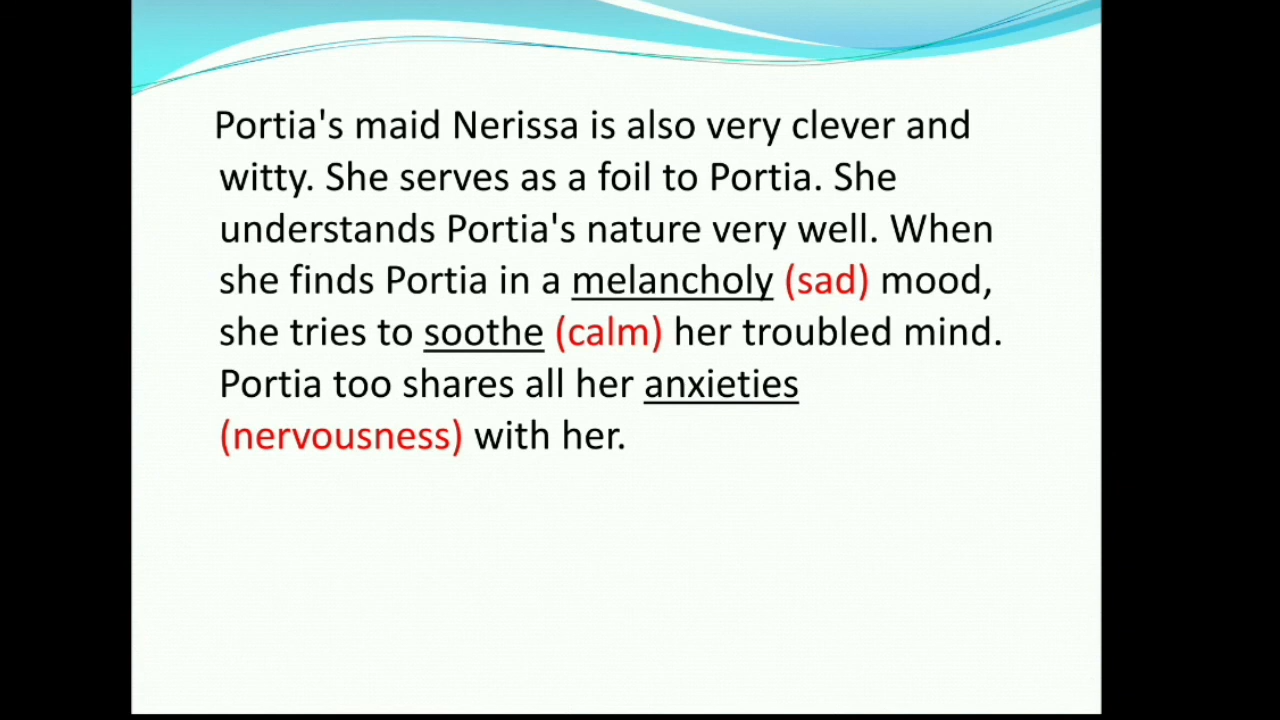 Portia's maid Nerissa is also very clever and
witty. She serves as a foil to Portia. She
understands Portia's nature very well. When
she finds Portia in a melancholy (sad) mood,
she tries to soothe (calm) her troubled mind.
Portia too shares all her anxieties
(nervousness) with her.